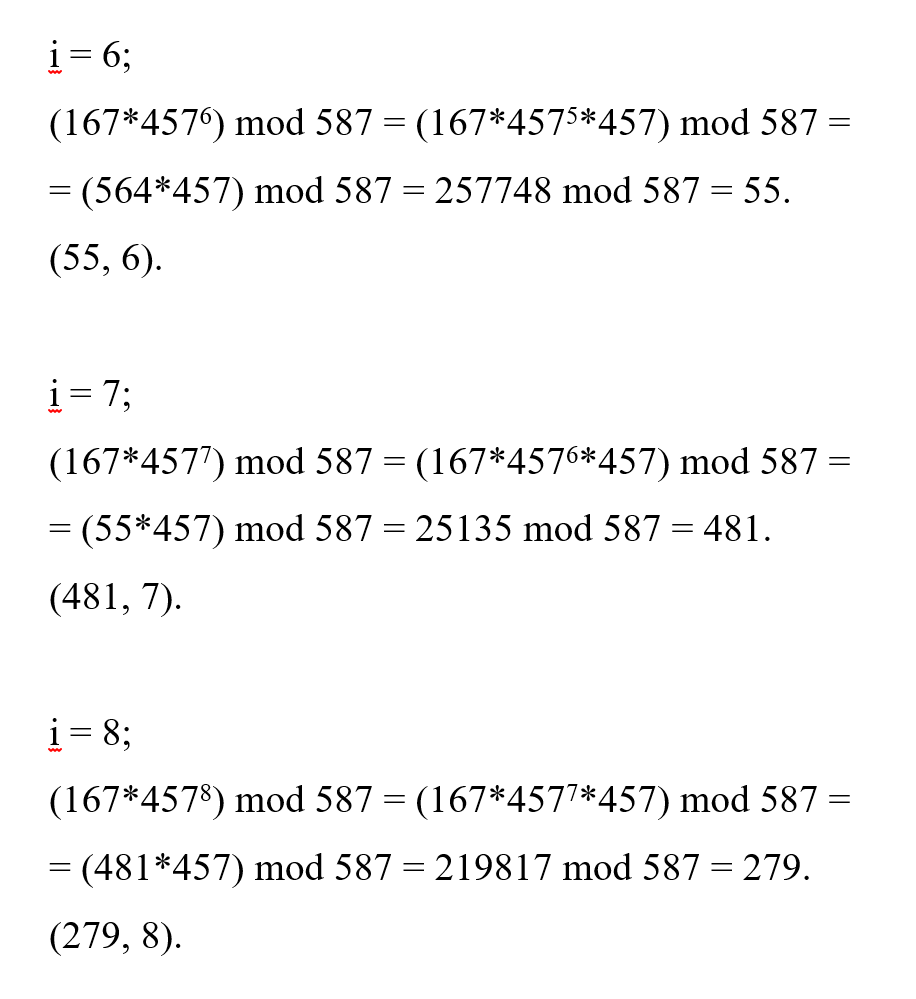 i = 6;
(167*457⁶) mod 587 = (167*457⁵*457) mod 587 =
= (564*457) mod 587 = 257748 mod 587 = 55.
(55, 6).
i = 7;
(167*457⁷) mod 587 = (167*457⁶*457) mod 587 =
= (55*457) mod 587 = 25135 mod 587 = 481.
(481, 7).
i = 8;
(167*457⁸) mod 587 = (167*457⁷*457) mod 587 =
= (481*457) mod 587 = 219817 mod 587 = 279.
(279, 8).